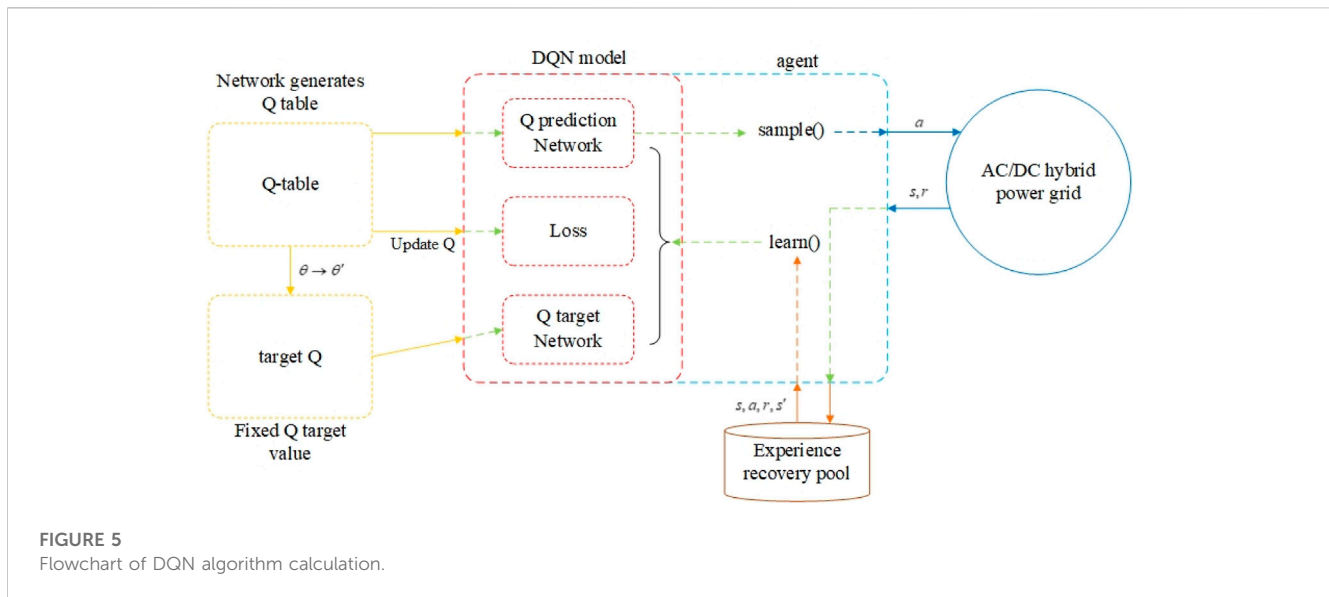 Network generates
Q table
Q-table
θ → θ′
target Q
Fixed Q target
value
Update Q
DQN model
Q prediction
Network
Loss
Q target
Network
agent
sample()
learn()
a
s,r
AC/DC hybrid
power grid
s, a, r, s′
Experience
recovery pool
FIGURE 5
Flowchart of DQN algorithm calculation.